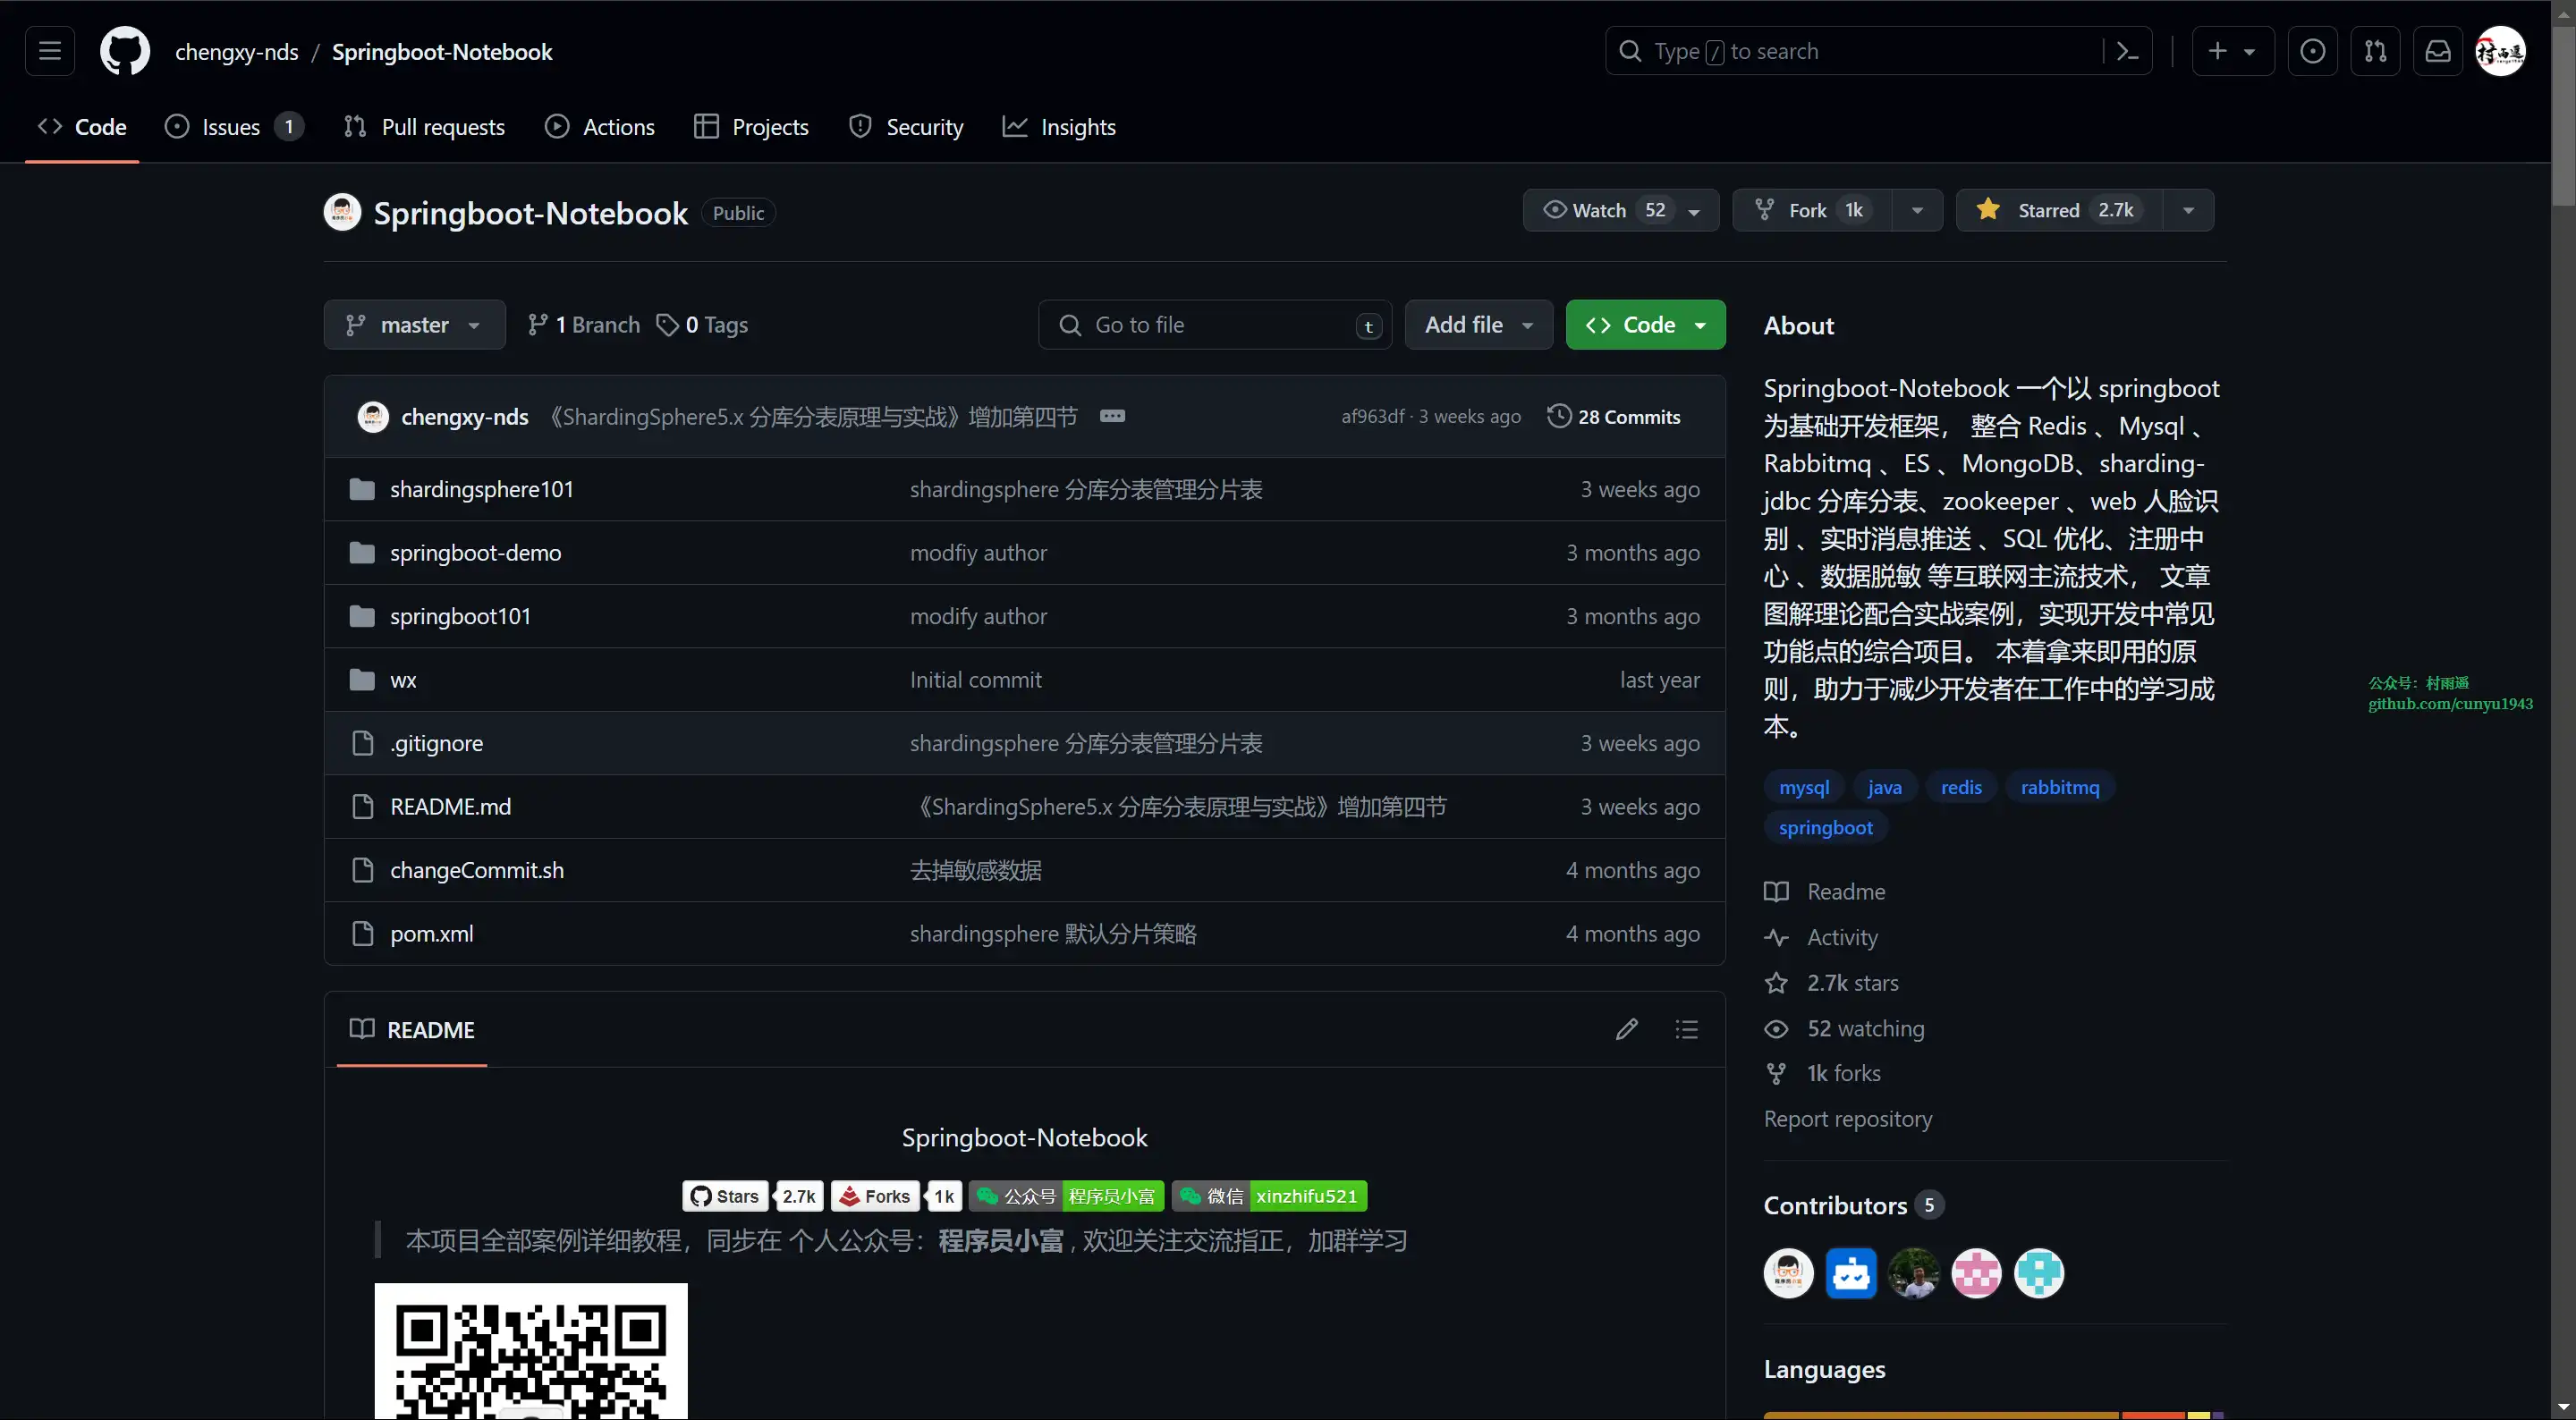 chengxy-nds / Springboot-Notebook
Type / to search
Code
Issues 1
Pull requests
Actions
Projects
Security
Insights
Springboot-Notebook Public
Watch 52
Fork 1k
Starred 2.7k
master
1 Branch
0 Tags
Go to file t
Add file
Code
chengxy-nds 《ShardingSphere5.x 分库分表原理与实战》增加第四节 af963df · 3 weeks ago 28 Commits
shardingsphere101 shardingsphere 分库分表管理分片表 3 weeks ago
springboot-demo modfiy author 3 months ago
springboot101 modify author 3 months ago
wx Initial commit last year
.gitignore shardingsphere 分库分表管理分片表 3 weeks ago
README.md 《ShardingSphere5.x 分库分表原理与实战》增加第四节 3 weeks ago
changeCommit.sh 去掉敏感数据 4 months ago
pom.xml shardingsphere 默认分片策略 4 months ago
README
Springboot-Notebook
Stars 2.7k Forks 1k 公众号 程序员小富 微信 xinzhifu521
本项目全部案例详细教程，同步在 个人公众号：程序员小富 , 欢迎关注交流指正，加群学习
About
Springboot-Notebook 一个以 springboot
为基础开发框架， 整合 Redis 、Mysql 、
Rabbitmq 、ES 、MongoDB、sharding-
jdbc 分库分表、zookeeper 、web 人脸识
别 、实时消息推送 、SQL 优化、注册中
心 、数据脱敏 等互联网主流技术， 文章
图解理论配合实战案例，实现开发中常见
功能点的综合项目。 本着拿来即用的原
则，助力于减少开发者在工作中的学习成
本。
mysql java redis rabbitmq
springboot
Readme
Activity
2.7k stars
52 watching
1k forks
Report repository
Contributors 5
Languages
公众号：村雨遥
github.com/cunyu1943